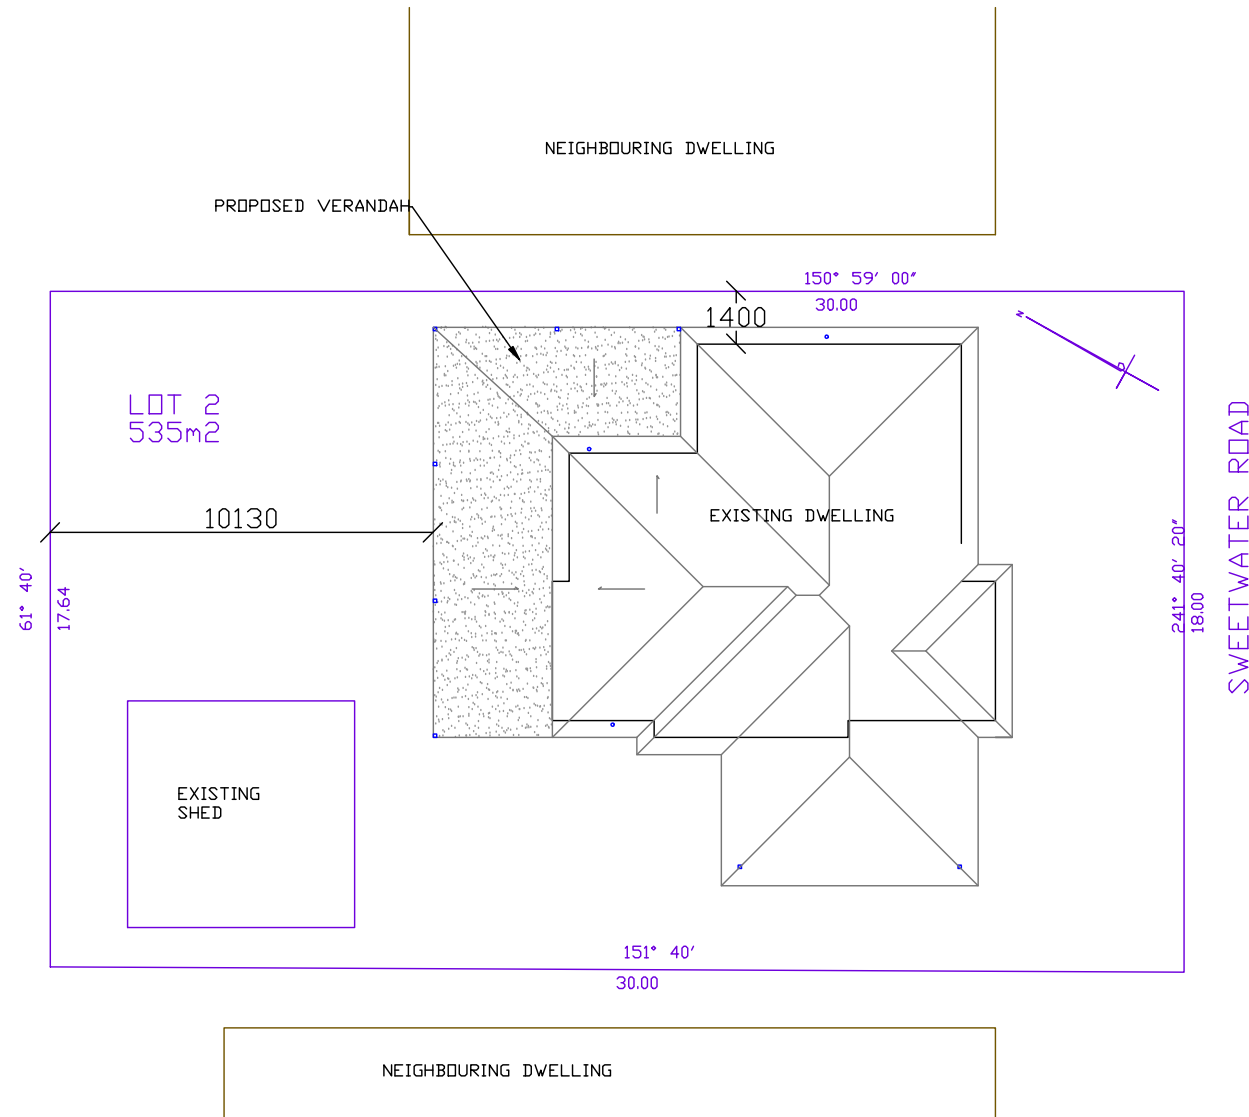 NEIGHBOURING DWELLING
PROPOSED VERANDAH
150° 59' 00"
30.00
1400
N
LOT 2
535m2
10130
EXISTING DWELLING
61° 40'
17.64
241° 40' 20"
18.00
SWEETWATER ROAD
EXISTING
SHED
151° 40'
30.00
NEIGHBOURING DWELLING